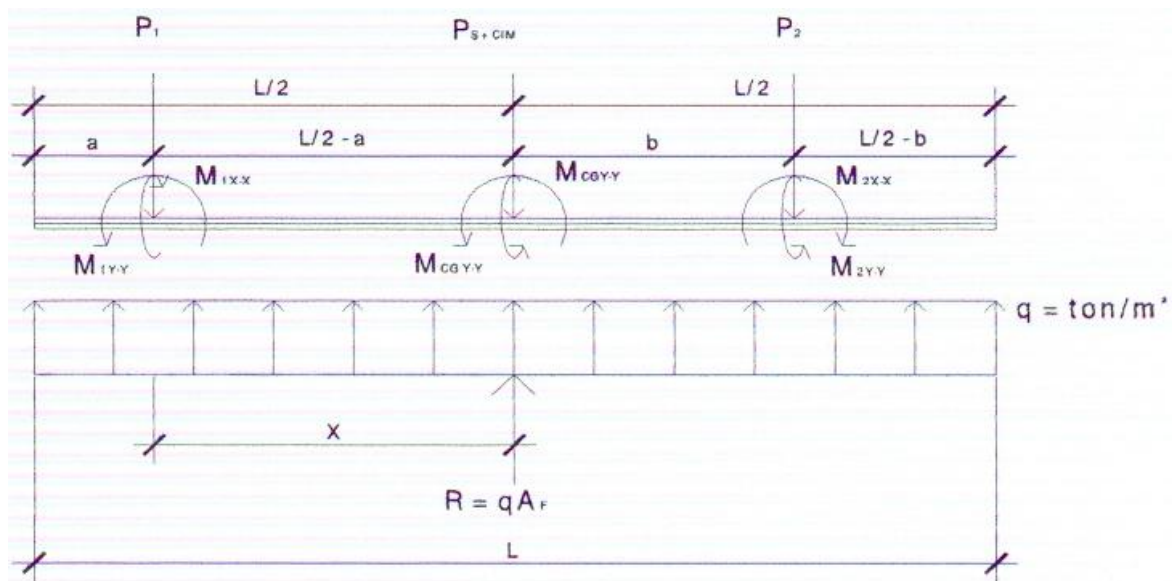 P1 PS+CIM P2
L/2 L/2
a L/2 - a b L/2 - b
M1X-X MCGY-Y M2X-X
M1Y-Y MCGY-Y M2Y-Y
q = ton/m²
X
R = qAF
L